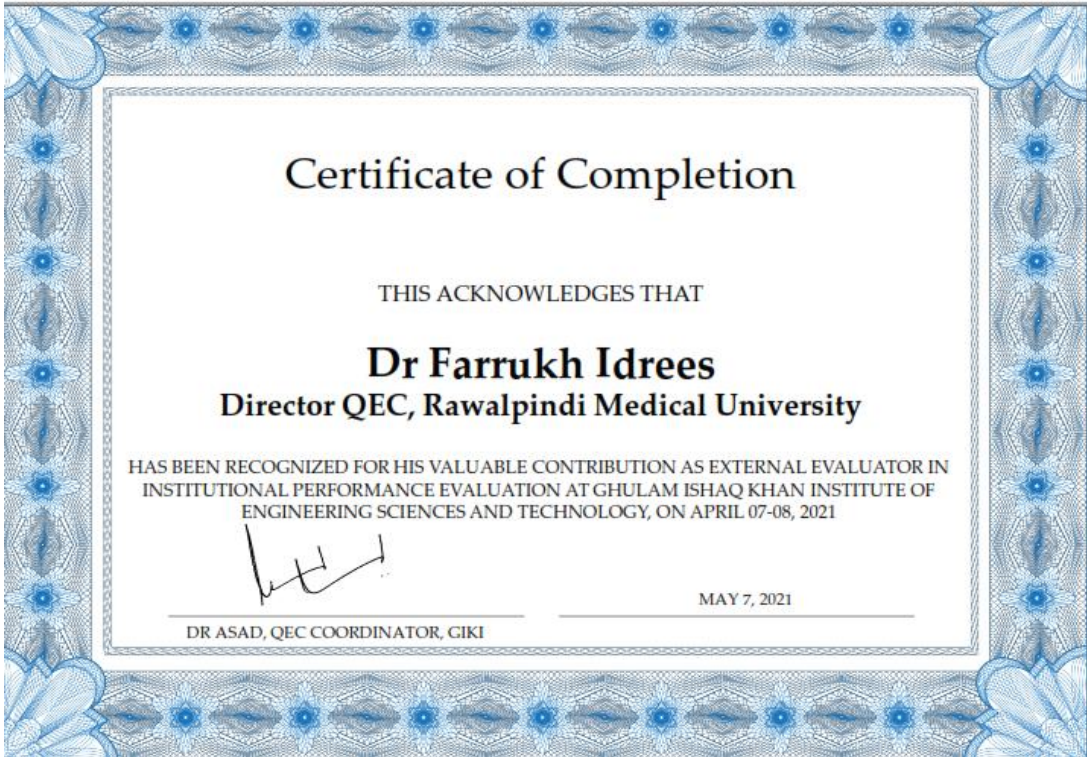 Certificate of Completion
THIS ACKNOWLEDGES THAT
Dr Farrukh Idrees
Director QEC, Rawalpindi Medical University
HAS BEEN RECOGNIZED FOR HIS VALUABLE CONTRIBUTION AS EXTERNAL EVALUATOR IN
INSTITUTIONAL PERFORMANCE EVALUATION AT GHULAM ISHAQ KHAN INSTITUTE OF
ENGINEERING SCIENCES AND TECHNOLOGY, ON APRIL 07-08, 2021
MAY 7, 2021
DR ASAD, QEC COORDINATOR, GIKI